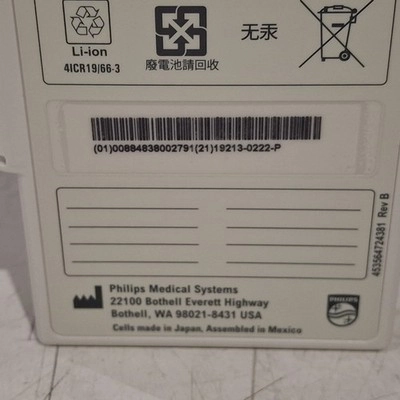 Li-ion
4ICR19/66-3
廢電池請回收
无汞
(01)00884838002791(21)19213-0222-P
453564724381 Rev B
Philips Medical Systems
22100 Bothell Everett Highway
Bothell, WA 98021-8431 USA
Cells made in Japan, Assembled in Mexico
PHILIPS